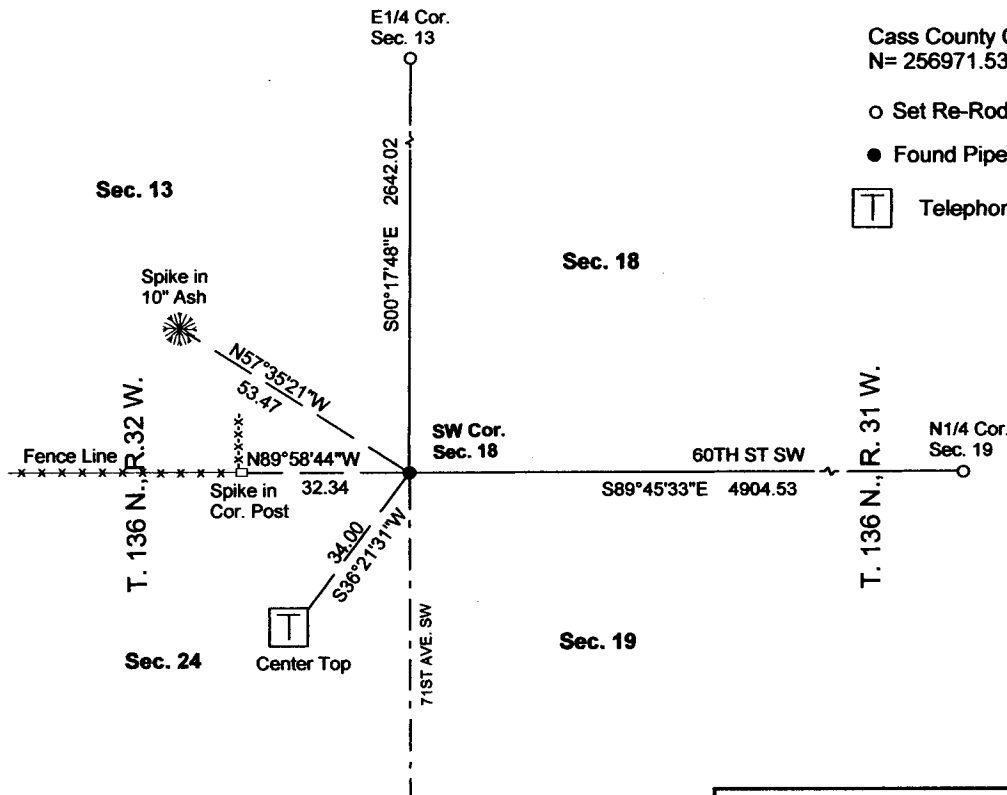 E1/4 Cor.
Sec. 13
Cass County
N= 256971.53
Set Re-Rod
Found Pipe
T
S00°17'48"E 2642.02
Sec. 13
Sec. 18
Spike in
10" Ash
N57°35'21"W
53.47
T. 136 N., R.32 W.
SW Cor.
Sec. 18
60TH ST SW
T. 136 N., R. 31 W.
N1/4 Cor.
Sec. 19
Fence Line
N89°58'44"W
32.34
Spike in
Cor. Post
S89°45'33"E 4904.53
34.00
S36°21'31"W
T
Center Top
71ST AVE. SW
Sec. 24
Sec. 19